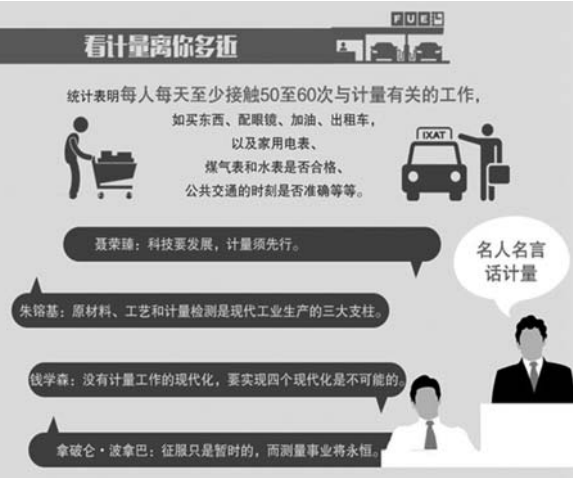 FUEL
看计量离你多近
统计表明每人每天至少接触50至60次与计量有关的工作，
如买东西、配眼镜、加油、出租车，
以及家用电表、
煤气表和水表是否合格、
公共交通的时刻是否准确等等。
IXAT
聂荣臻：科技要发展，计量须先行。
名人名言
话计量
朱镕基：原材料、工艺和计量检测是现代工业生产的三大支柱。
钱学森：没有计量工作的现代化，要实现四个现代化是不可能的。
拿破仑·波拿巴：征服只是暂时的，而测量事业将永恒。